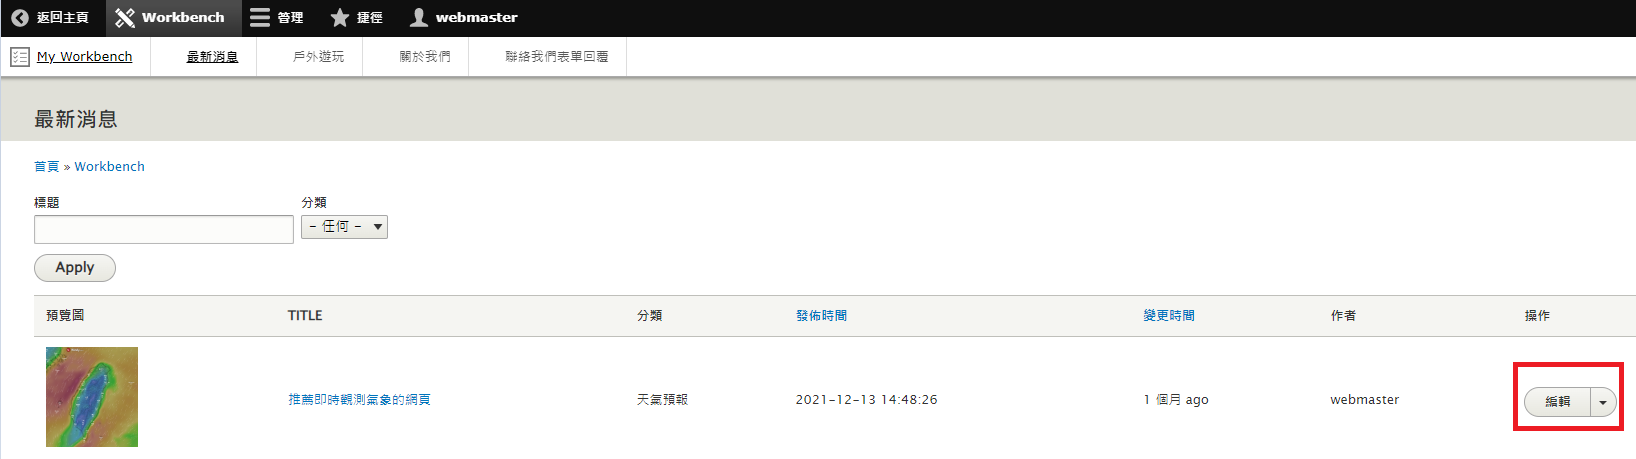 返回主頁 Workbench 管理 捷徑 webmaster
My Workbench 最新消息 戶外遊玩 關於我們 聯絡我們表單回覆
最新消息
首頁 » Workbench
標題 分類
- 任何 -
Apply
預覽圖 TITLE 分類 發佈時間 變更時間 作者 操作
推薦即時觀測氣象的網頁 天氣預報 2021-12-13 14:48:26 1 個月 ago webmaster 編輯